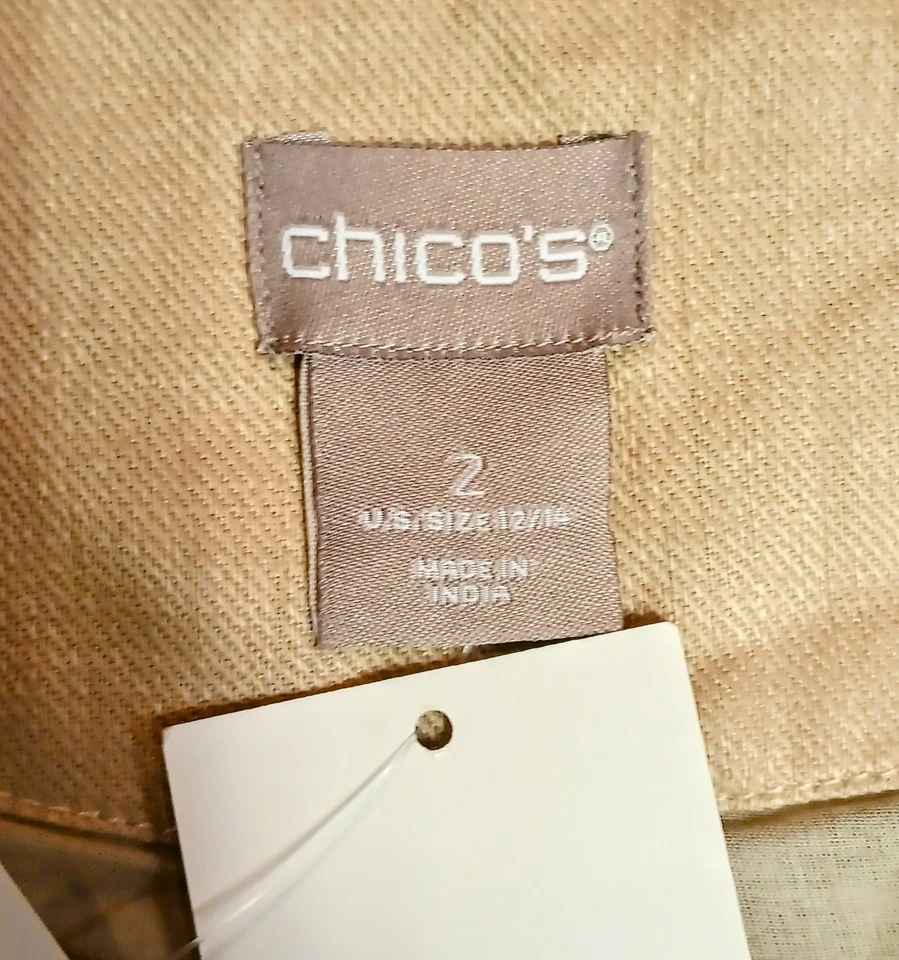 chico's®
2
U.S. SIZE 12/14
MADE IN
INDIA